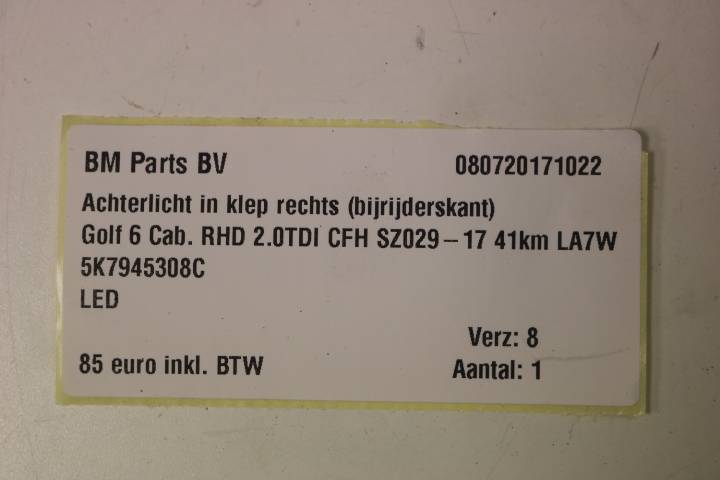 BM Parts BV 080720171022
Achterlicht in klep rechts (bijrijderskant)
Golf 6 Cab. RHD 2.0TDI CFH SZ029-17 41km LA7W
5K7945308C
LED
Verz: 8
85 euro inkl. BTW Aantal: 1